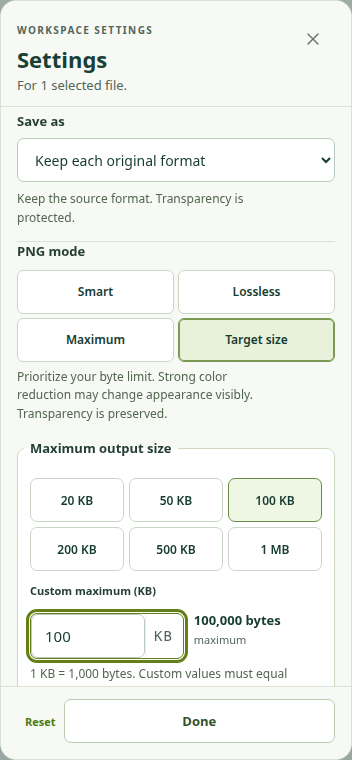 WORKSPACE SETTINGS
Settings
For 1 selected file.
Save as
Keep each original format
Keep the source format. Transparency is
protected.
PNG mode
Smart
Lossless
Maximum
Target size
Prioritize your byte limit. Strong color
reduction may change appearance visibly.
Transparency is preserved.
Maximum output size
20 KB
50 KB
100 KB
200 KB
500 KB
1 MB
Custom maximum (KB)
100 KB
100,000 bytes
maximum
1 KB = 1,000 bytes. Custom values must equal
Reset
Done